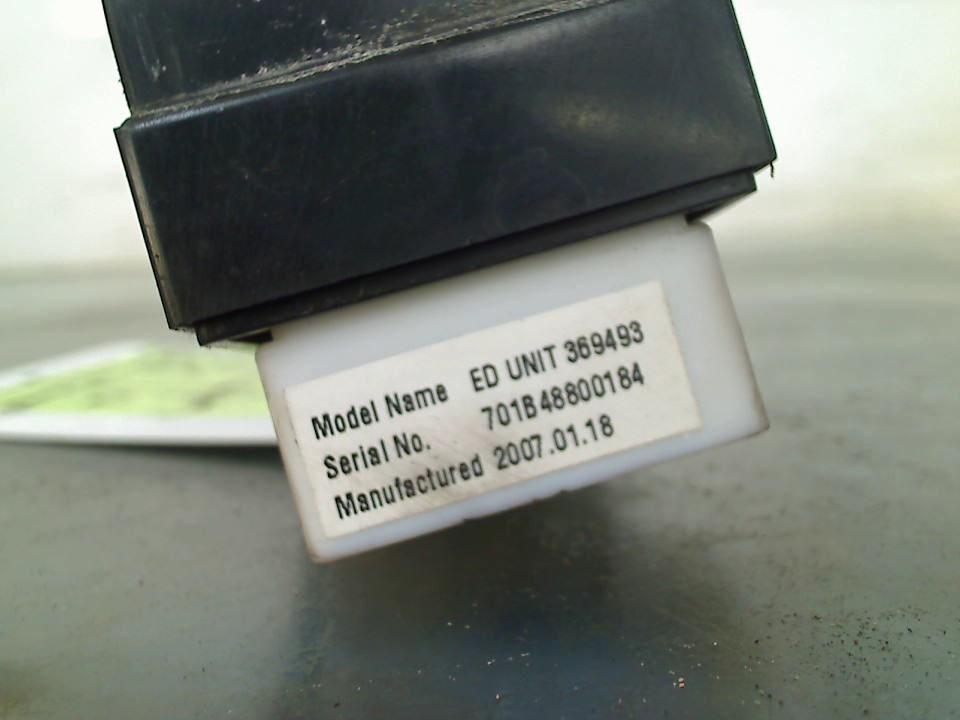 Model Name ED UNIT 369493
Serial No. 701B48800184
Manufactured 2007.01.18